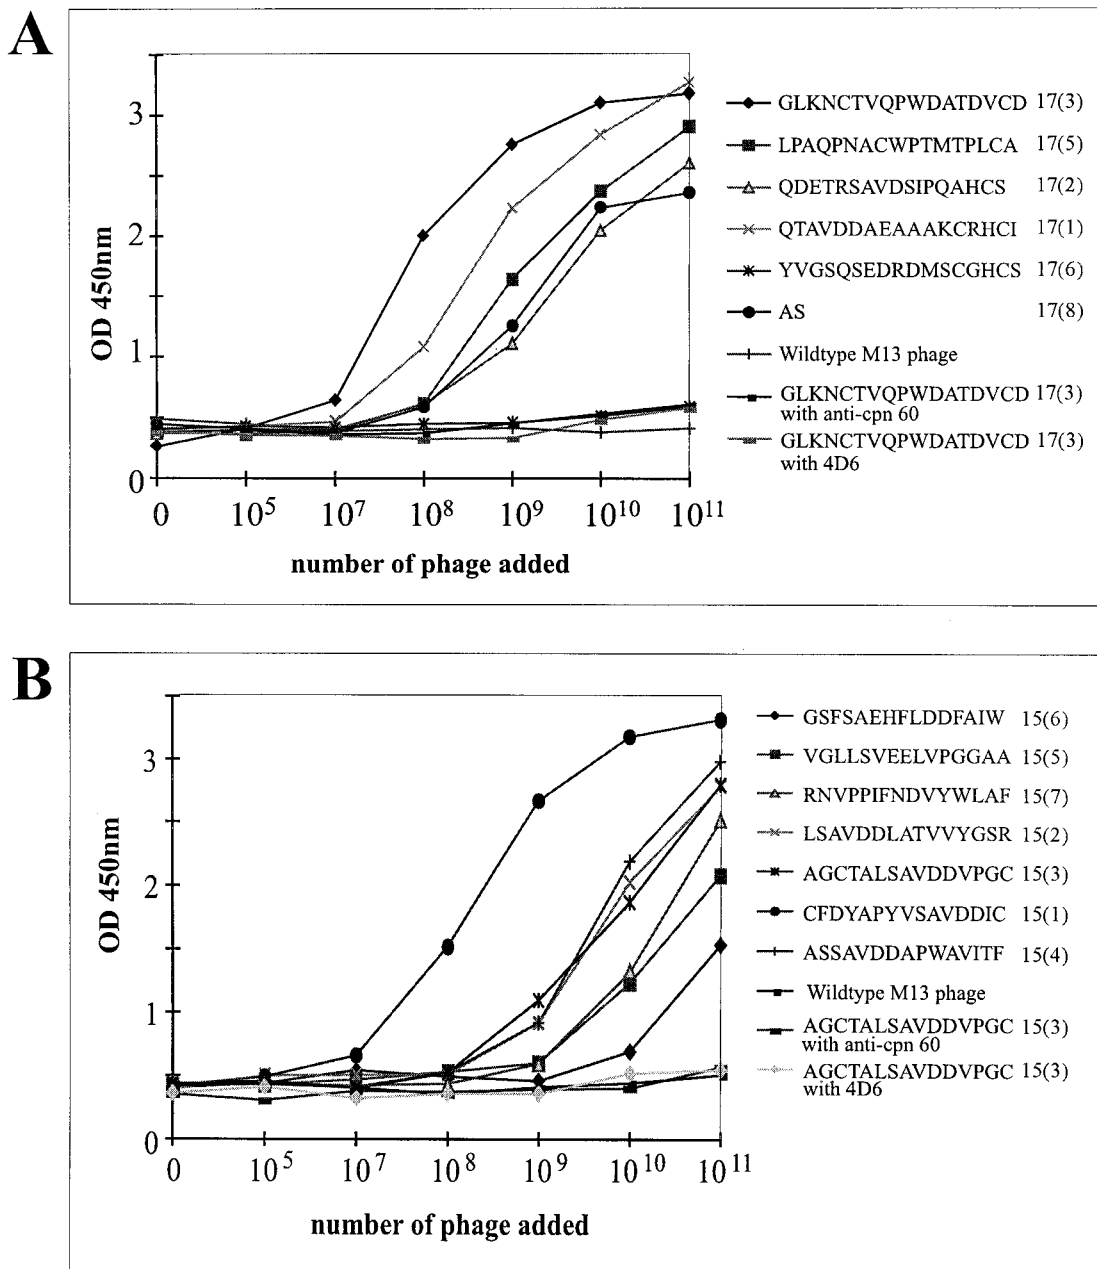 A
OD 450nm
3
2
1
0
0 10^5 10^7 10^8 10^9 10^10 10^11
number of phage added
GLKNCTVQPWDATDVCD 17(3)
LPAQPNACWPTMTPLCA 17(5)
QDETRSAVDSIPQAHCS 17(2)
QTAVDDAEAAAKCRHCI 17(1)
YVGSQSEDRDMSCGHCS 17(6)
AS 17(8)
Wildtype M13 phage
GLKNCTVQPWDATDVCD 17(3)
with anti-cpn 60
GLKNCTVQPWDATDVCD 17(3)
with 4D6
B
OD 450nm
3
2
1
0
0 10^5 10^7 10^8 10^9 10^10 10^11
number of phage added
GSFSAEHFLDDFAIW 15(6)
VGLLSVEELVPGGAA 15(5)
RNVPPIFNDVYWLAF 15(7)
LSAVDDLATVVYGSR 15(2)
AGCTALSAVDDVPGC 15(3)
CFDYAPYVSAVDDIC 15(1)
ASSAVDDAPWAVITF 15(4)
Wildtype M13 phage
AGCTALSAVDDVPGC 15(3)
with anti-cpn 60
AGCTALSAVDDVPGC 15(3)
with 4D6